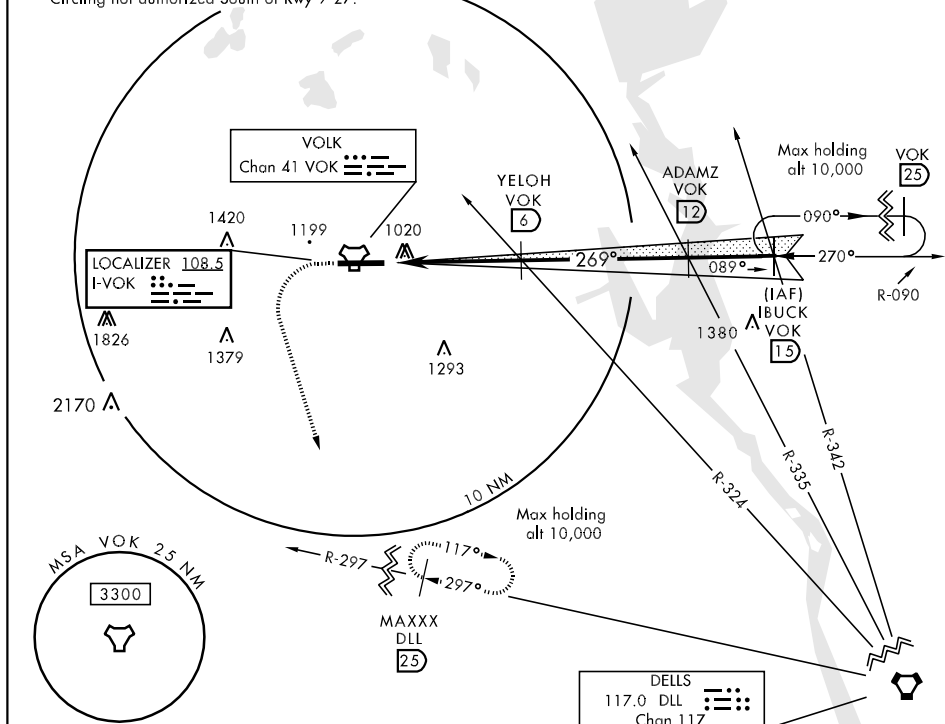 Circling not authorized South of Rwy 9-27.
VOLK
Chan 41 VOK
YELOH
VOK
6
ADAMZ
VOK
12
Max holding
alt 10,000
VOK
25
1420
1199
1020
090°
LOCALIZER 108.5
I-VOK
269°
089°
270°
R-090
(IAF)
IBUCK
VOK
15
1826
1379
1293
1380
2170
R-342
R-335
R-324
10 NM
Max holding
alt 10,000
MSA VOK 25 NM
3300
R-297
117°
297°
MAXXX
DLL
25
DELLS
117.0 DLL
Chan 117